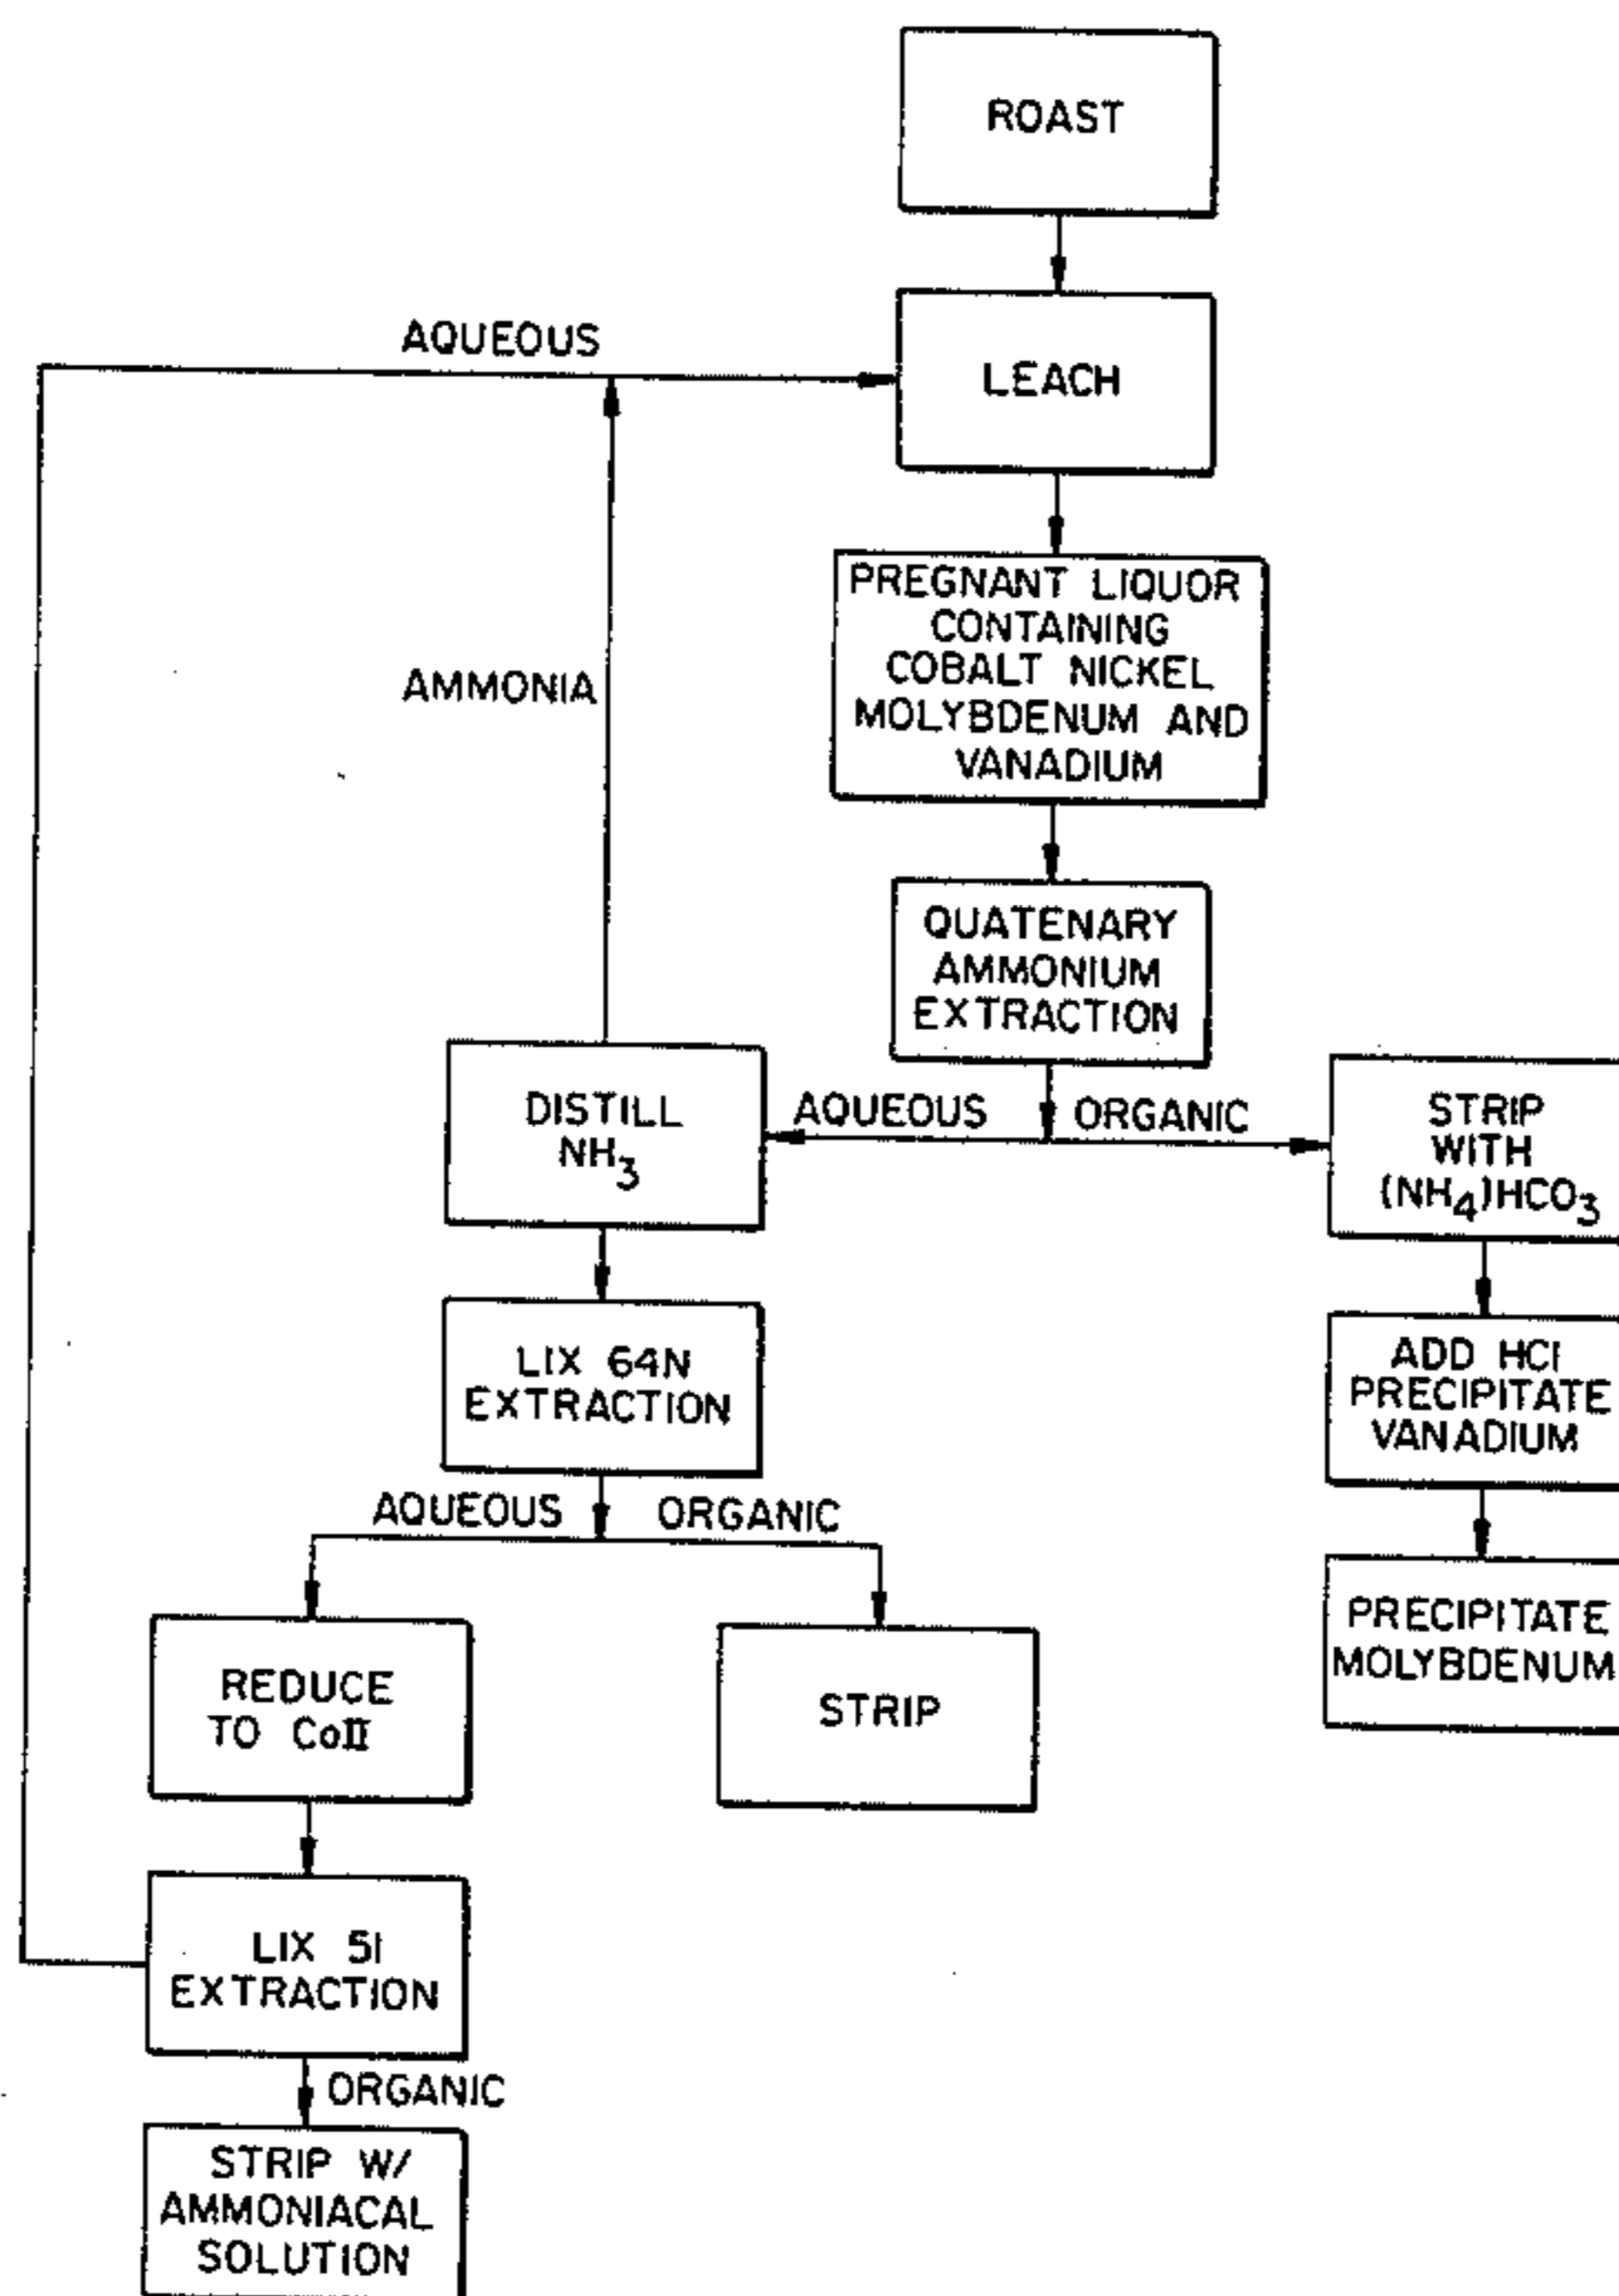 ROAST
AQUEOUS
LEACH
PREGNANT LIQUOR
CONTAINING
COBALT NICKEL
MOLYBDENUM AND
VANADIUM
AMMONIA
QUATENARY
AMMONIUM
EXTRACTION
DISTILL
NH3
AQUEOUS
ORGANIC
STRIP
WITH
(NH4)HCO3
LIX 64N
EXTRACTION
ADD HCl
PRECIPITATE
VANADIUM
AQUEOUS
ORGANIC
REDUCE
TO CoII
STRIP
PRECIPITATE
MOLYBDENUM
LIX 51
EXTRACTION
ORGANIC
STRIP W/
AMMONIACAL
SOLUTION